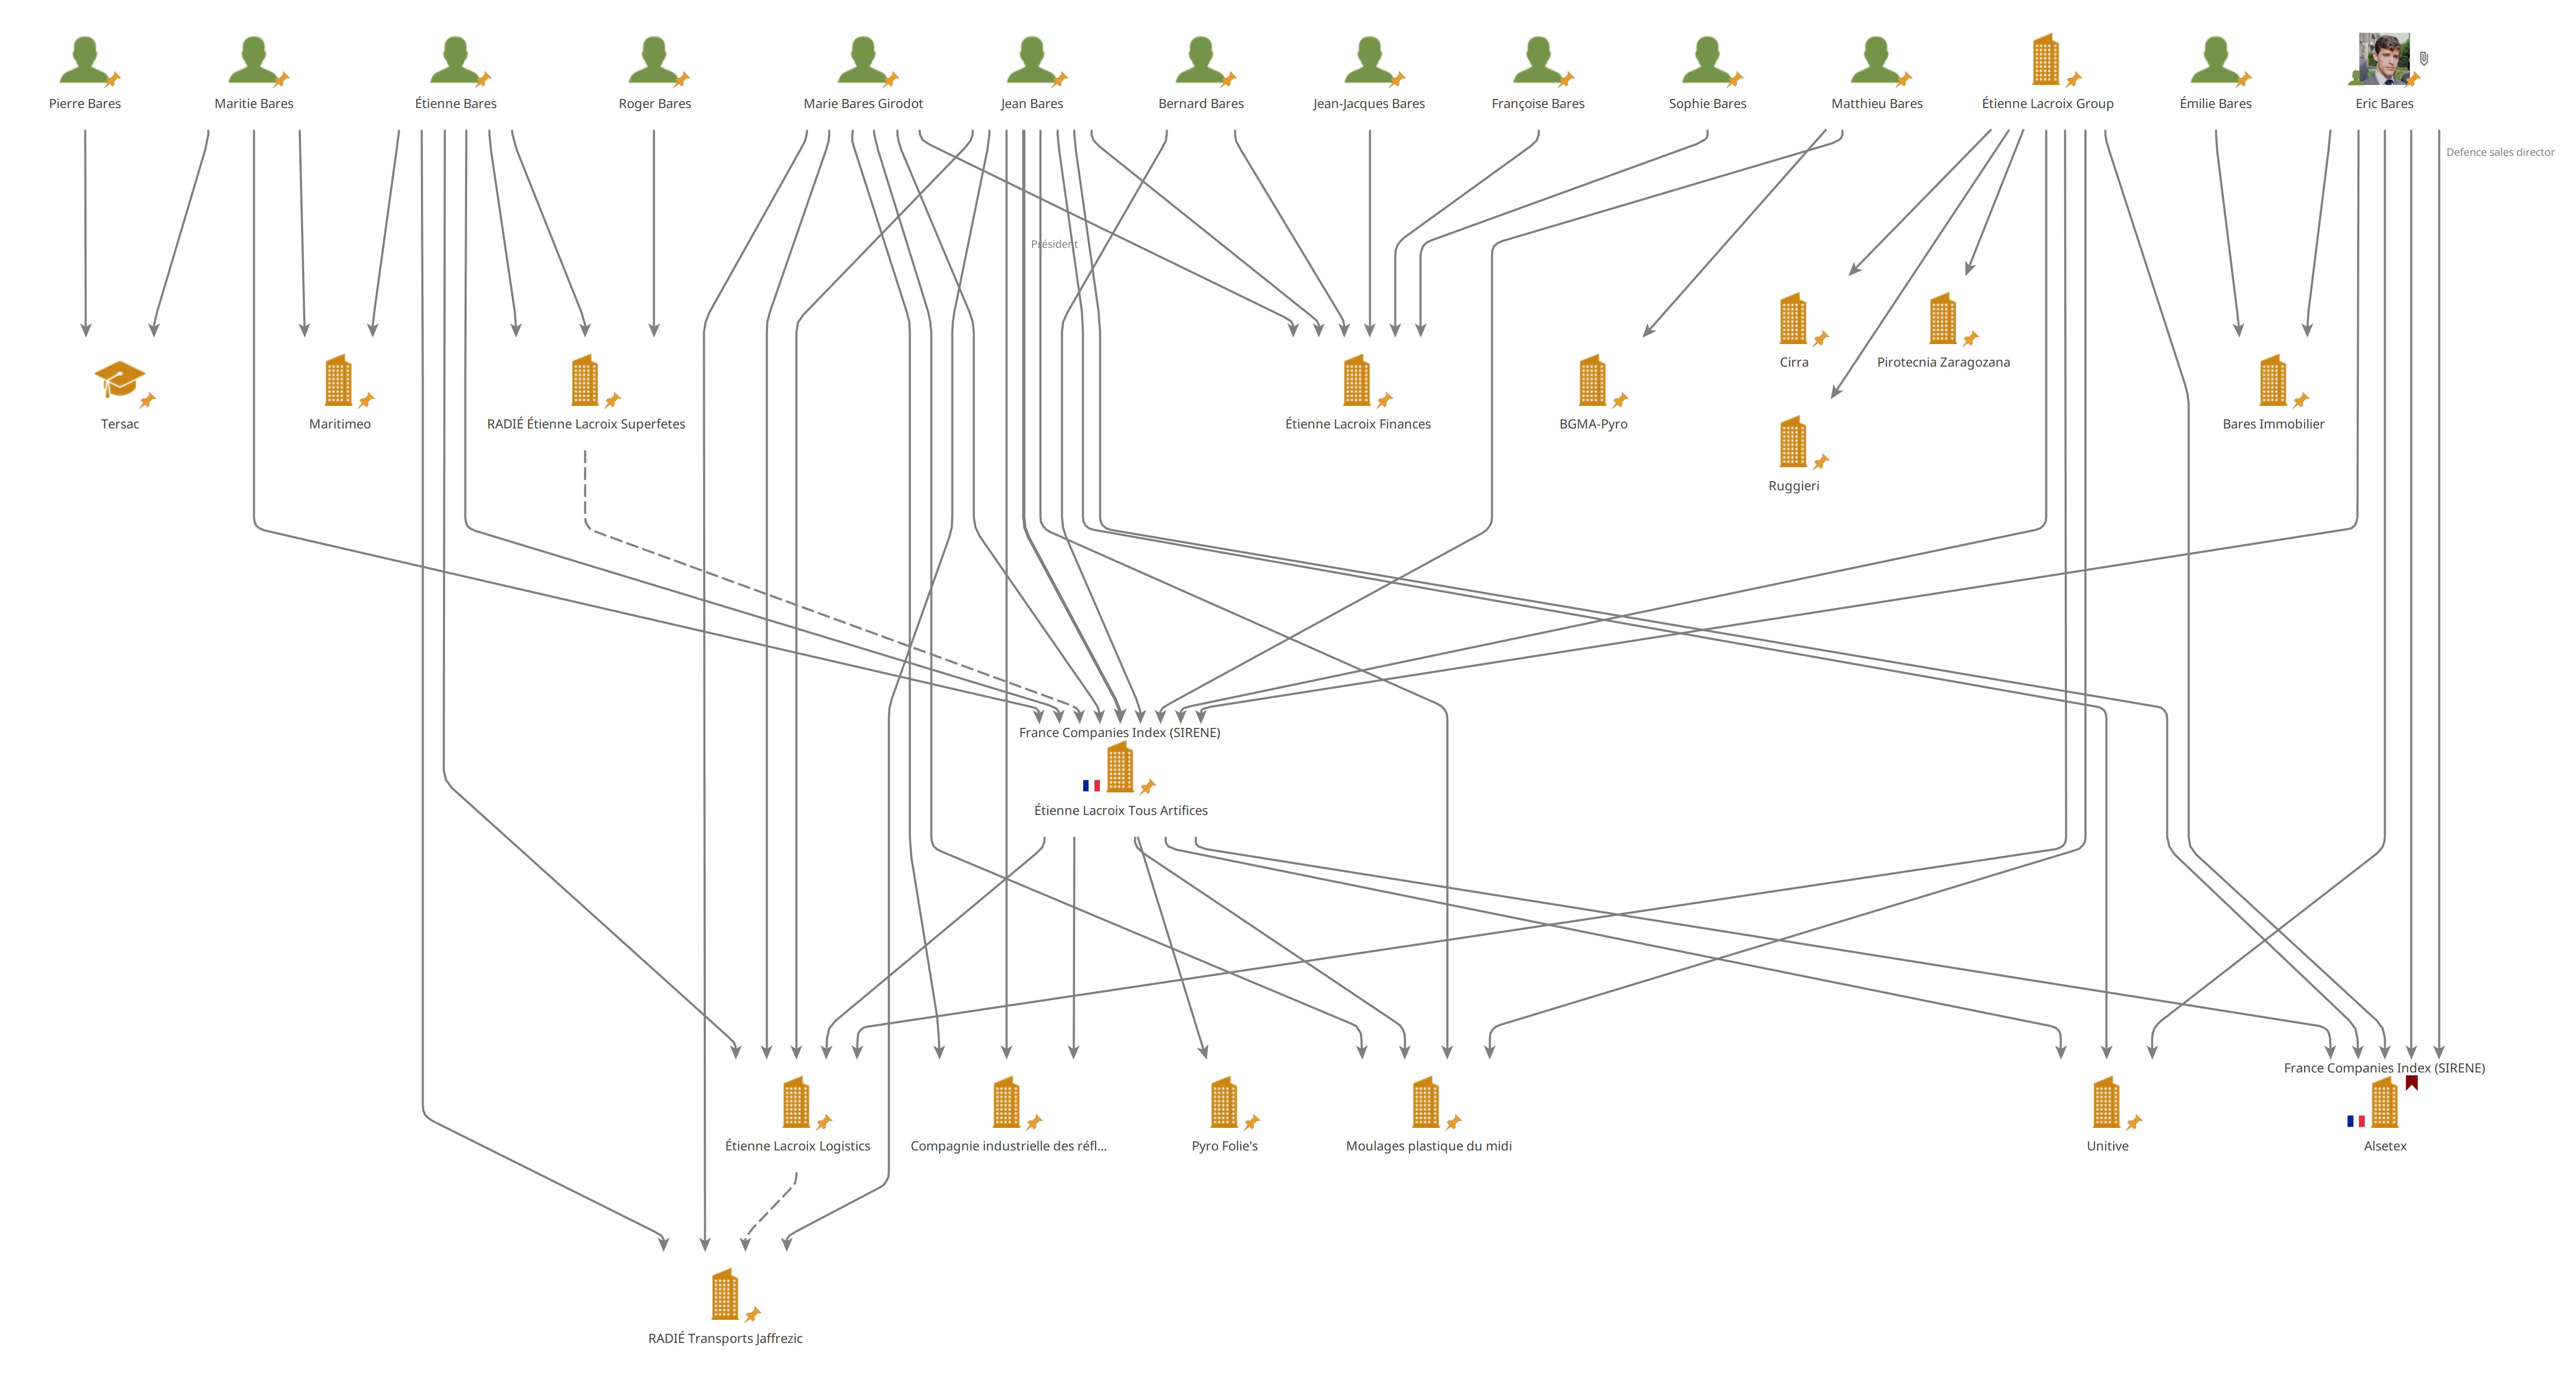 Pierre Bares
Maritie Bares
Étienne Bares
Roger Bares
Marie Bares Girodot
Jean Bares
Bernard Bares
Jean-Jacques Bares
Françoise Bares
Sophie Bares
Matthieu Bares
Étienne Lacroix Group
Émilie Bares
Eric Bares
Defence sales director
Président
Cirra
Pirotecnia Zaragozana
Tersac
Maritimeo
RADIÉ Étienne Lacroix Superfetes
Étienne Lacroix Finances
BGMA-Pyro
Bares Immobilier
Ruggieri
France Companies Index (SIRENE)
Étienne Lacroix Tous Artifices
France Companies Index (SIRENE)
Étienne Lacroix Logistics
Compagnie industrielle des réfl...
Pyro Folie's
Moulages plastique du midi
Unitive
Alsetex
RADIÉ Transports Jaffrezic